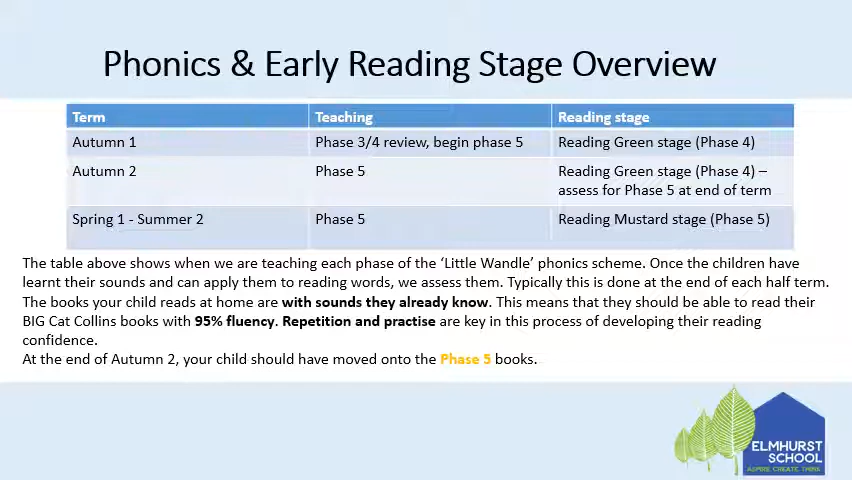 Phonics & Early Reading Stage Overview
Term Teaching Reading stage
Autumn 1 Phase 3/4 review, begin phase 5 Reading Green stage (Phase 4)
Autumn 2 Phase 5 Reading Green stage (Phase 4) –
assess for Phase 5 at end of term
Spring 1 - Summer 2 Phase 5 Reading Mustard stage (Phase 5)
The table above shows when we are teaching each phase of the ‘Little Wandle’ phonics scheme. Once the children have
learnt their sounds and can apply them to reading words, we assess them. Typically this is done at the end of each half term.
The books your child reads at home are with sounds they already know. This means that they should be able to read their
BIG Cat Collins books with 95% fluency. Repetition and practise are key in this process of developing their reading
confidence.
At the end of Autumn 2, your child should have moved onto the Phase 5 books.
ELMHURST
SCHOOL
ASPIRE CREATE THINK